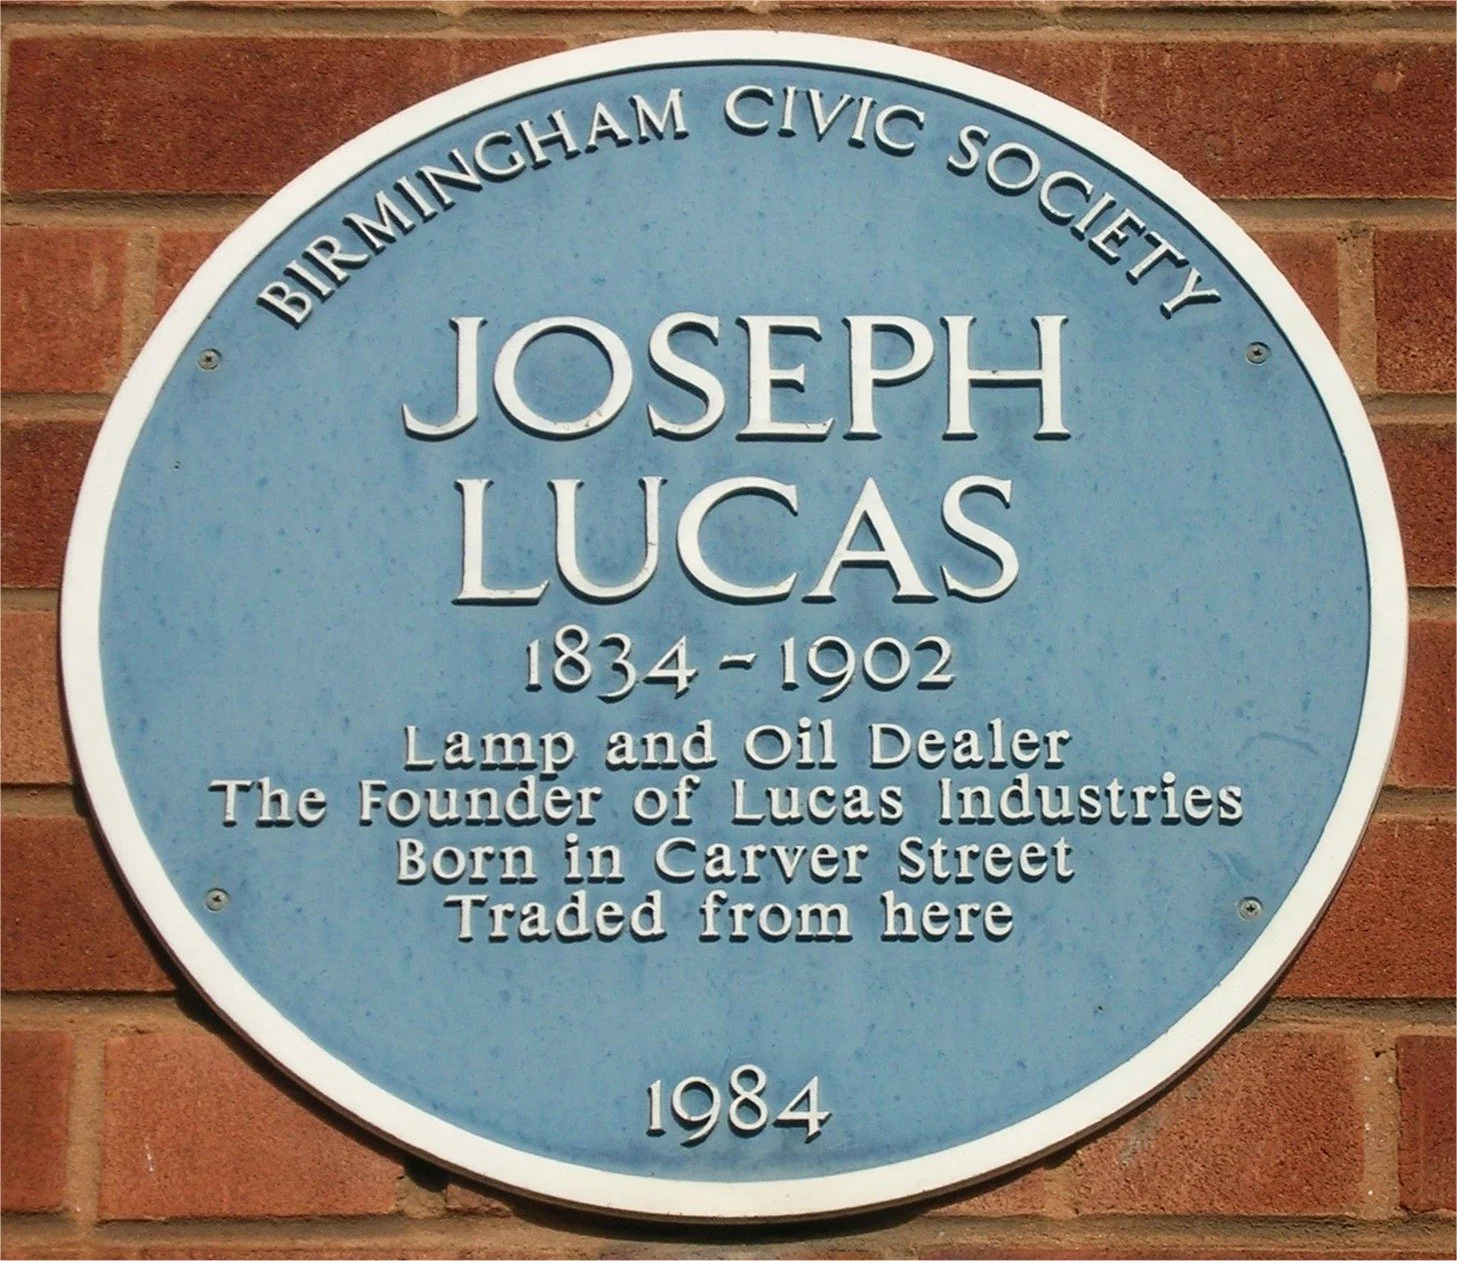 BIRMINGHAM CIVIC SOCIETY
JOSEPH
LUCAS
1834 - 1902
Lamp and Oil Dealer
The Founder of Lucas Industries
Born in Carver Street
Traded from here
1984